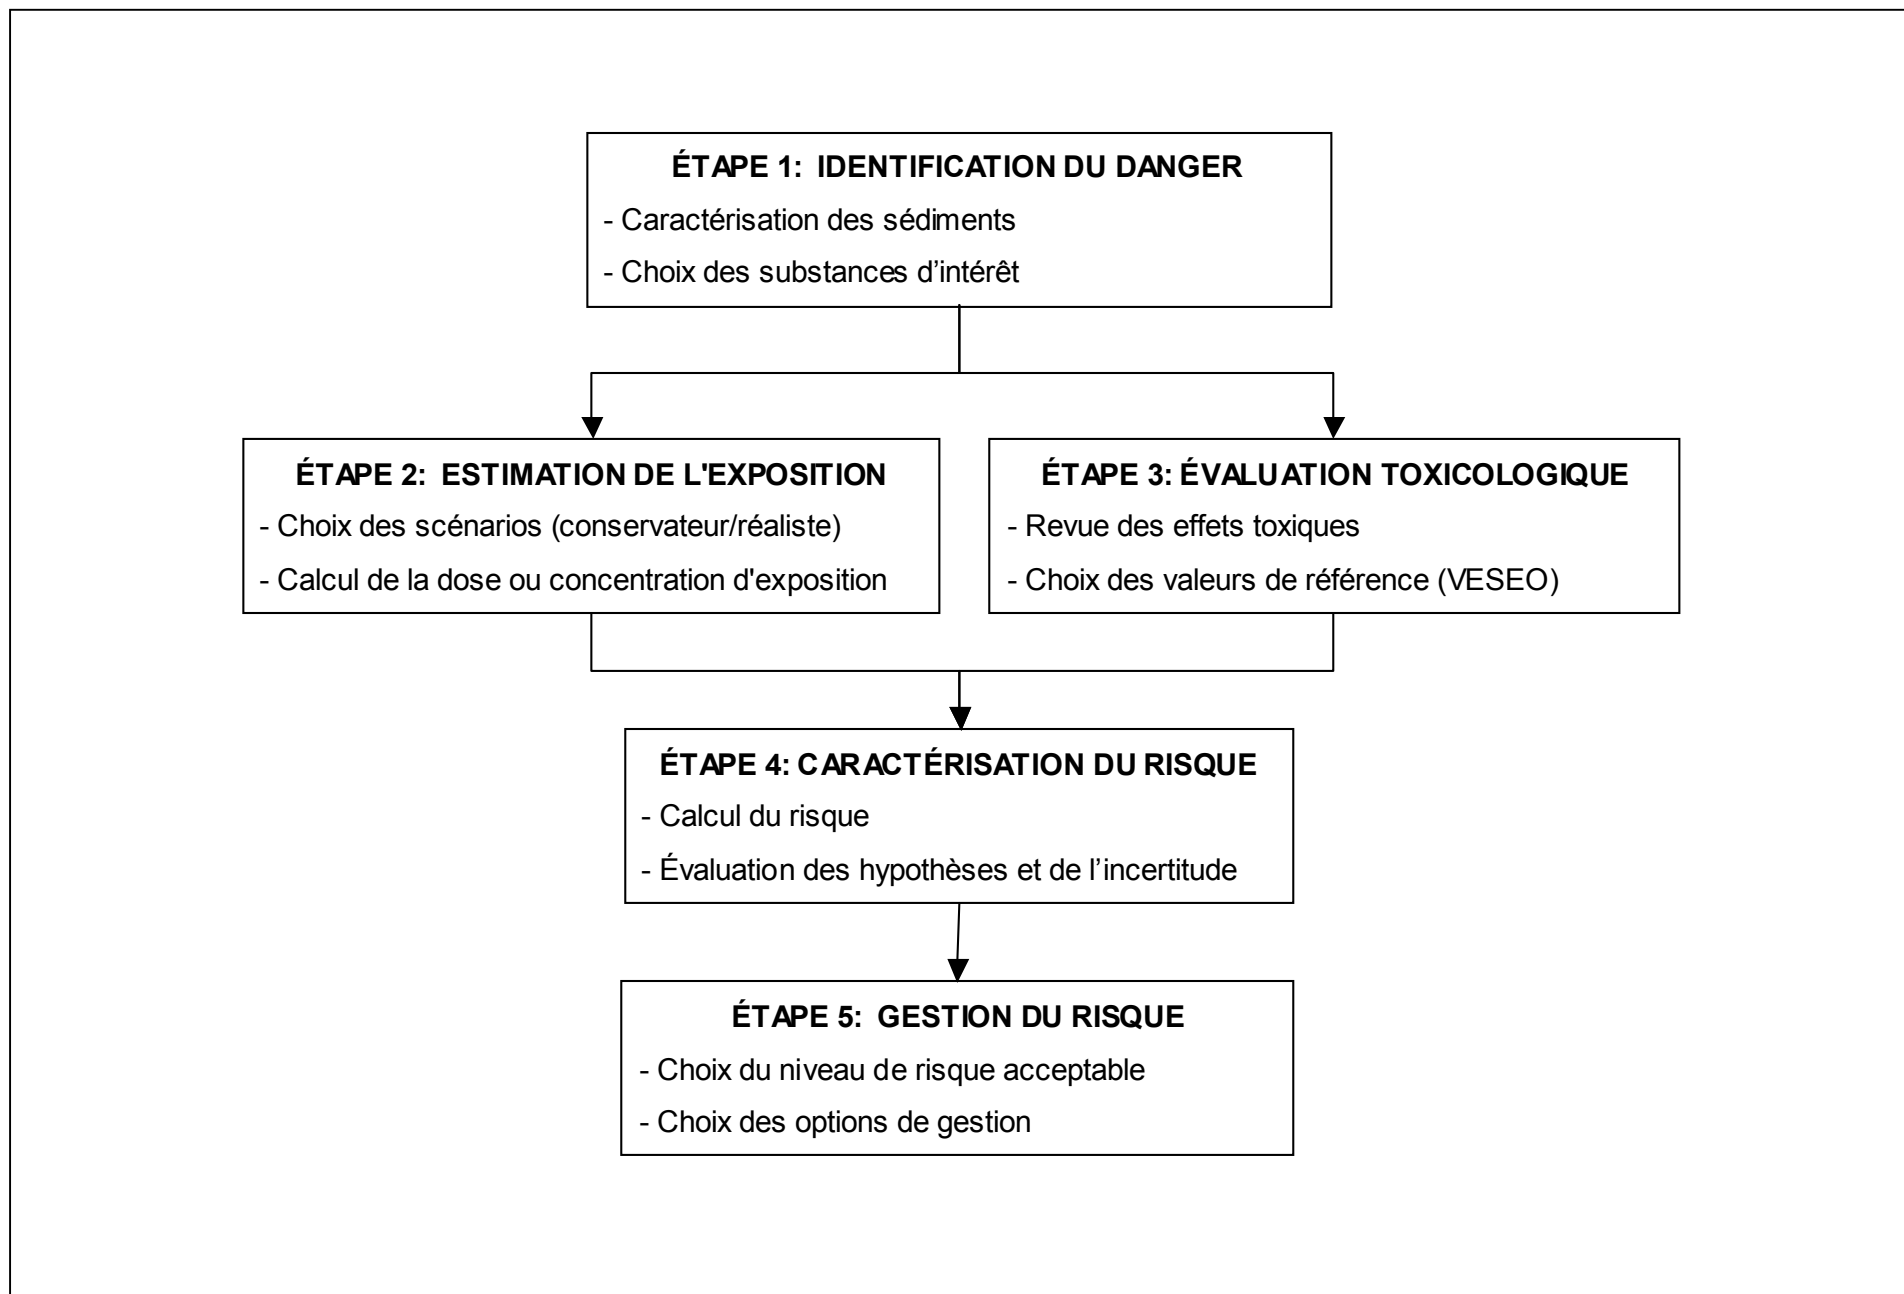 ÉTAPE 1: IDENTIFICATION DU DANGER
- Caractérisation des sédiments
- Choix des substances d’intérêt
ÉTAPE 2: ESTIMATION DE L'EXPOSITION
- Choix des scénarios (conservateur/réaliste)
- Calcul de la dose ou concentration d'exposition
ÉTAPE 3: ÉVALUATION TOXICOLOGIQUE
- Revue des effets toxiques
- Choix des valeurs de référence (VESEO)
ÉTAPE 4: CARACTÉRISATION DU RISQUE
- Calcul du risque
- Évaluation des hypothèses et de l’incertitude
ÉTAPE 5: GESTION DU RISQUE
- Choix du niveau de risque acceptable
- Choix des options de gestion